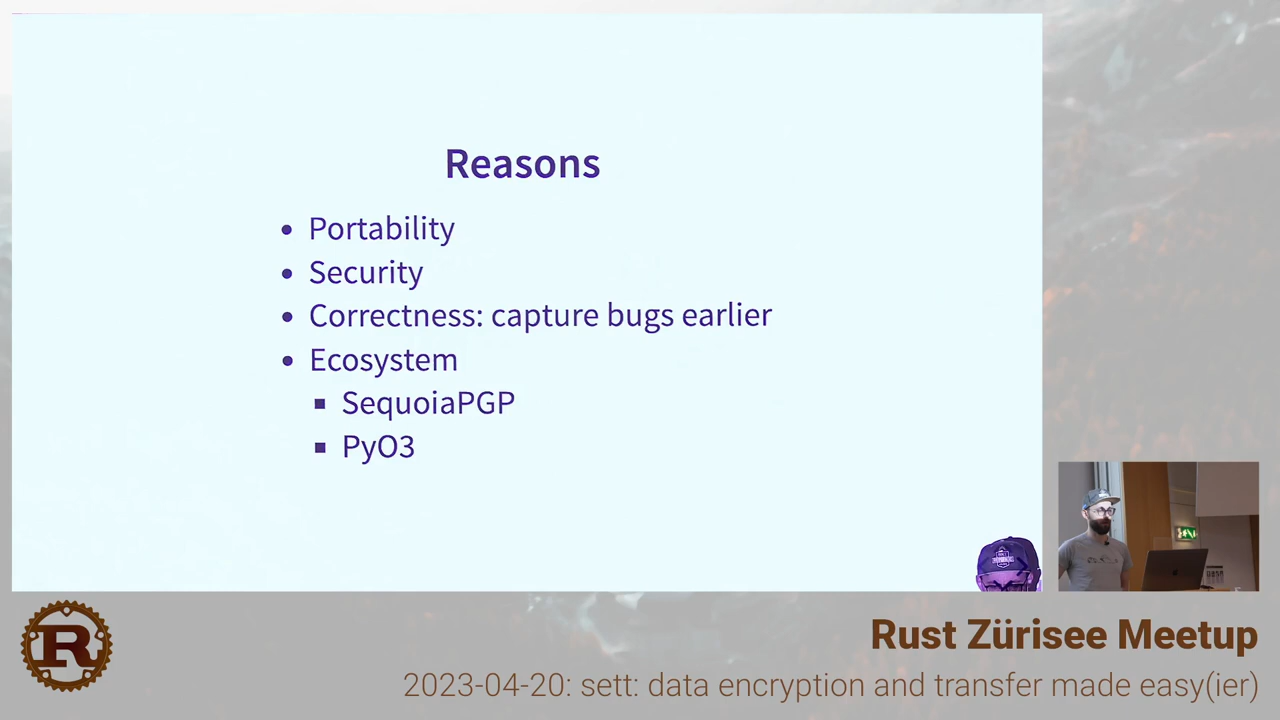 Reasons
Portability
Security
Correctness: capture bugs earlier
Ecosystem
SequoiaPGP
PyO3
R
Rust Zürisee Meetup
2023-04-20: sett: data encryption and transfer made easy(ier)